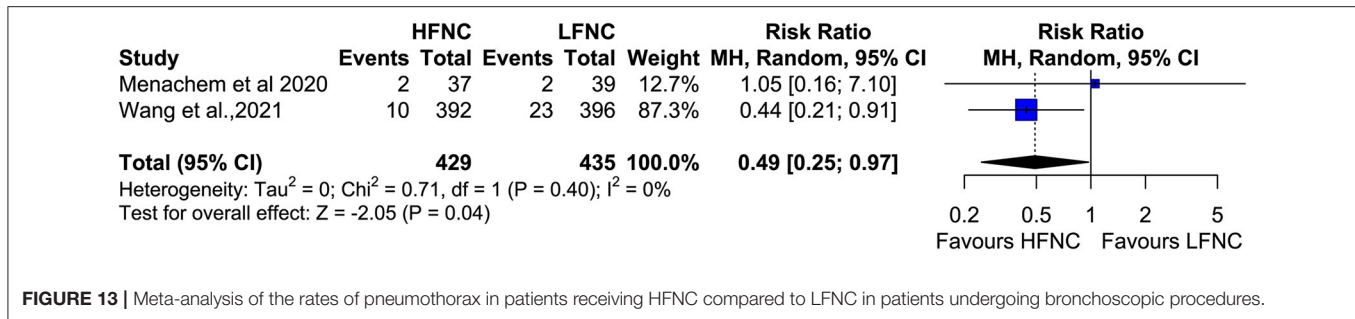 HFNC LFNC Risk Ratio Risk Ratio
Study Events Total Events Total Weight MH, Random, 95% CI MH, Random, 95% CI
Menachem et al 2020 2 37 2 39 12.7% 1.05 [0.16; 7.10]
Wang et al.,2021 10 392 23 396 87.3% 0.44 [0.21; 0.91]
Total (95% CI) 429 435 100.0% 0.49 [0.25; 0.97]
Heterogeneity: Tau² = 0; Chi² = 0.71, df = 1 (P = 0.40); I² = 0%
Test for overall effect: Z = -2.05 (P = 0.04)
0.2 0.5 1 2 5
Favours HFNC Favours LFNC
FIGURE 13 | Meta-analysis of the rates of pneumothorax in patients receiving HFNC compared to LFNC in patients undergoing bronchoscopic procedures.